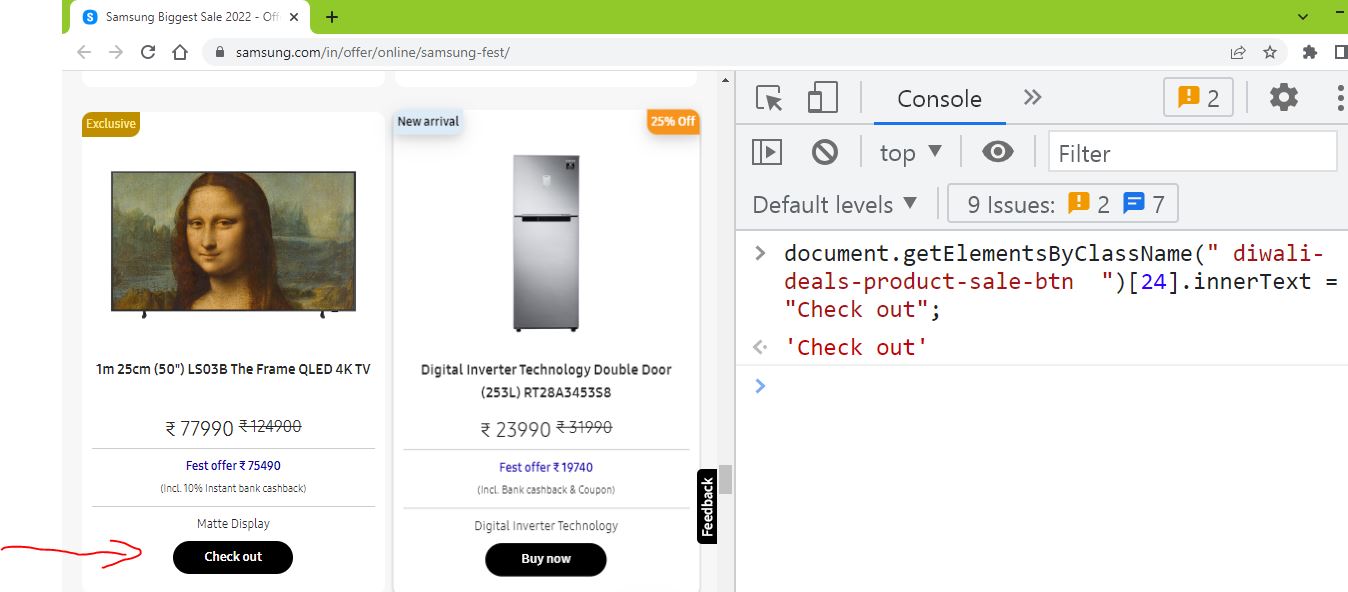 Samsung Biggest Sale 2022 - Off
samsung.com/in/offer/online/samsung-fest/
Exclusive
1m 25cm (50") LS03B The Frame QLED 4K TV
₹ 77990 ₹ 124900
Fest offer ₹ 75490
(Incl. 10% Instant bank cashback)
Matte Display
Check out
New arrival
25% Off
Digital Inverter Technology Double Door
(253L) RT28A3453S8
₹ 23990 ₹ 31990
Fest offer ₹ 19740
(Incl. Bank cashback & Coupon)
Digital Inverter Technology
Buy now
Feedback
Console
2
top
Filter
Default levels
9 Issues: 2 7
document.getElementsByClassName(" diwali-
deals-product-sale-btn  ")[24].innerText =
"Check out";
'Check out'